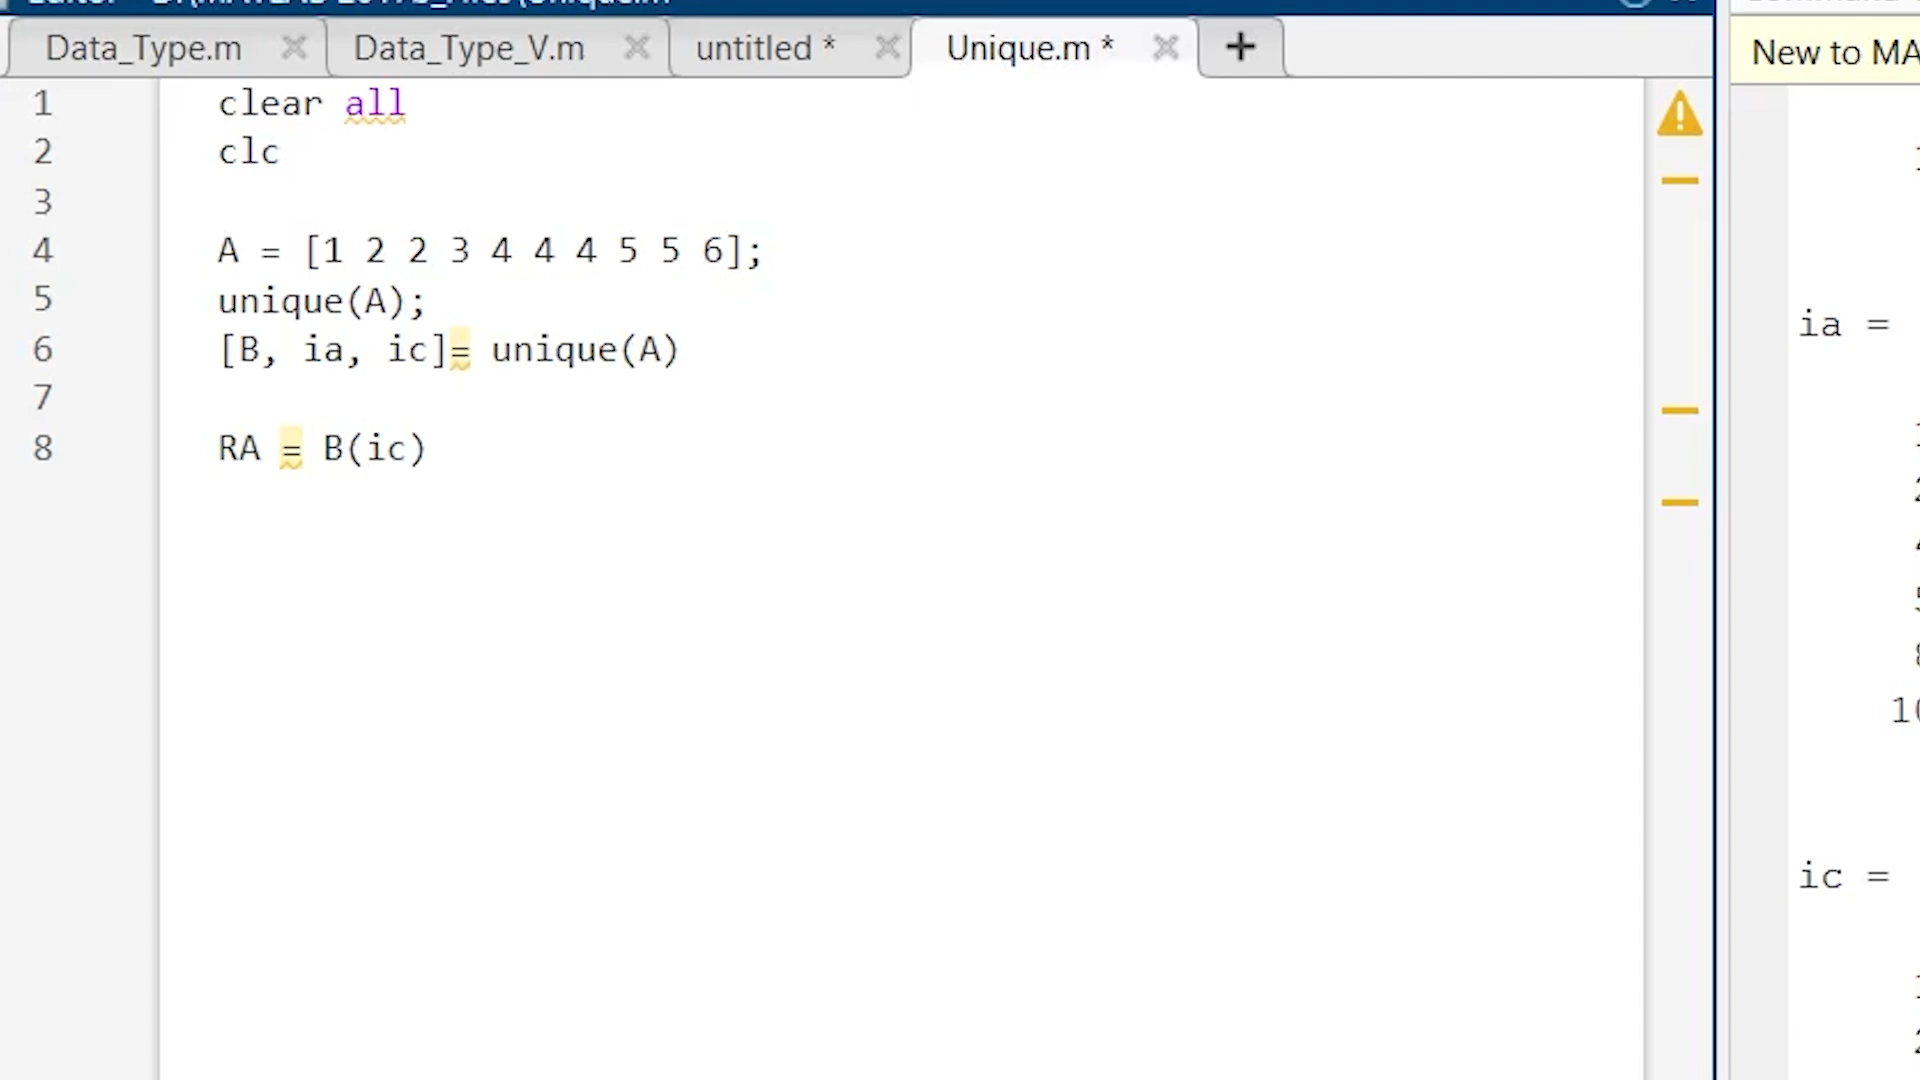 Data_Type.m
Data_Type_V.m
untitled *
Unique.m *
+
New to MA
1 clear all
2 clc
3
4 A = [1 2 2 3 4 4 4 5 5 6];
5 unique(A);
6 [B, ia, ic]= unique(A)
7
8 RA = B(ic)
ia =
10
ic =